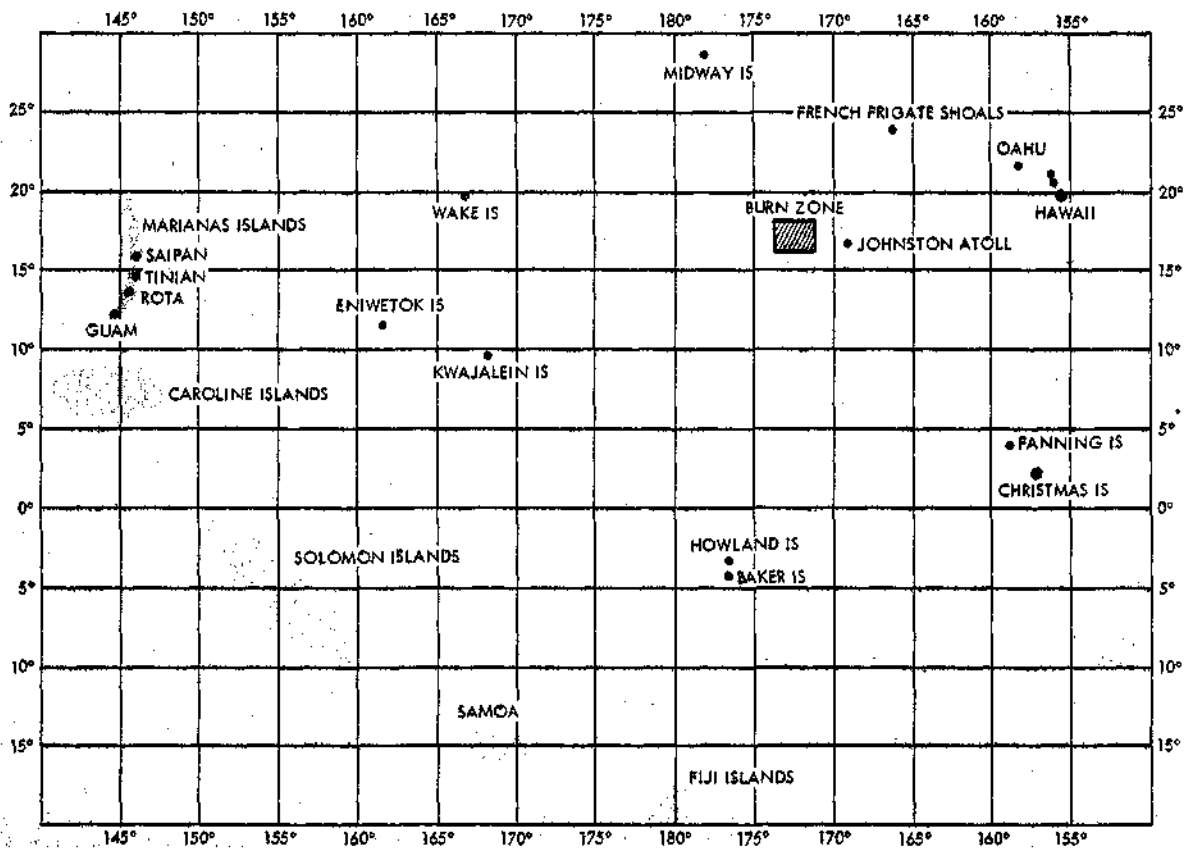 145° 150° 155° 160° 165° 170° 175° 180° 175° 170° 165° 160° 155°
MIDWAY IS
25° FRENCH FRIGATE SHOALS 25°
OAHU
20° 20°
WAKE IS BURN ZONE HAWAII
MARIANAS ISLANDS
JOHNSTON ATOLL
SAIPAN
15° 15°
TINIAN
ROTA
ENIWETOK IS
GUAM
10° 10°
KWAJALEIN IS
CAROLINE ISLANDS
5° 5°
FANNING IS
CHRISTMAS IS
0° 0°
HOWLAND IS
SOLOMON ISLANDS
BAKER IS
5° 5°
10° 10°
SAMOA
15° 15°
FIJI ISLANDS
145° 150° 155° 160° 165° 170° 175° 180° 175° 170° 165° 160° 155°